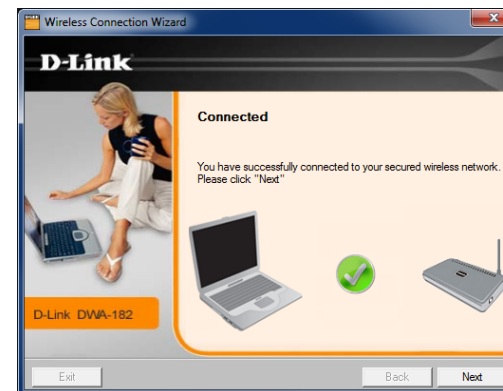 Wireless Connection Wizard
x
D-Link
Connected
You have successfully connected to your secured wireless network.
Please click "Next"
D-Link DWA-182
Exit
Back
Next